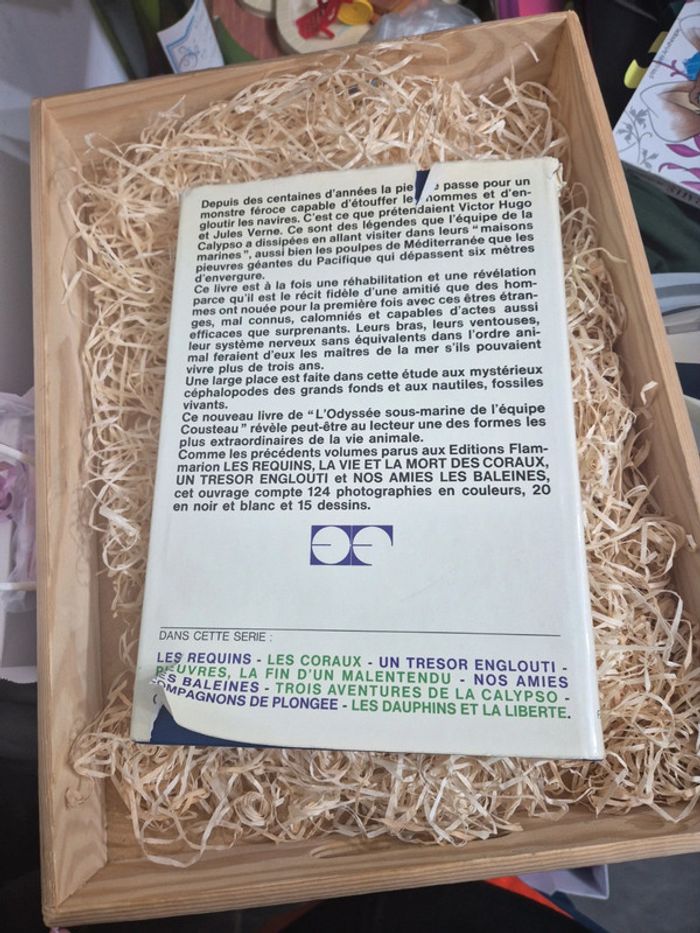 Depuis des centaines d'années la pie e passe pour un
monstre féroce capable d'étouffer le hommes et d'en-
gloutir les navires. C'est ce que prétendaient Victor Hugo
et Jules Verne. Ce sont des légendes que l'équipe de la
Calypso a dissipées en allant visiter dans leurs "maisons
marines", aussi bien les poulpes de Méditerranée que les
pieuvres géantes du Pacifique qui dépassent six mètres
d'envergure.
Ce livre est à la fois une réhabilitation et une révélation
parce qu'il est le récit fidèle d'une amitié que des hom-
mes ont nouée pour la première fois avec ces êtres étran-
ges, mal connus, calomniés et capables d'actes aussi
efficaces que surprenants. Leurs bras, leurs ventouses,
leur système nerveux sans équivalents dans l'ordre ani-
mal feraient d'eux les maîtres de la mer s'ils pouvaient
vivre plus de trois ans.
Une large place est faite dans cette étude aux mystérieux
céphalopodes des grands fonds et aux nautiles, fossiles
vivants.
Ce nouveau livre de "L'Odyssée sous-marine de l'équipe
Cousteau" révèle peut-être au lecteur une des formes les
plus extraordinaires de la vie animale.
Comme les précédents volumes parus aux Editions Flam-
marion LES REQUINS, LA VIE ET LA MORT DES CORAUX,
UN TRESOR ENGLOUTI et NOS AMIES LES BALEINES,
cet ouvrage compte 124 photographies en couleurs, 20
en noir et blanc et 15 dessins.
DANS CETTE SERIE :
LES REQUINS - LES CORAUX - UN TRESOR ENGLOUTI -
PIEUVRES, LA FIN D'UN MALENTENDU - NOS AMIES
LES BALEINES - TROIS AVENTURES DE LA CALYPSO -
COMPAGNONS DE PLONGEE - LES DAUPHINS ET LA LIBERTE.